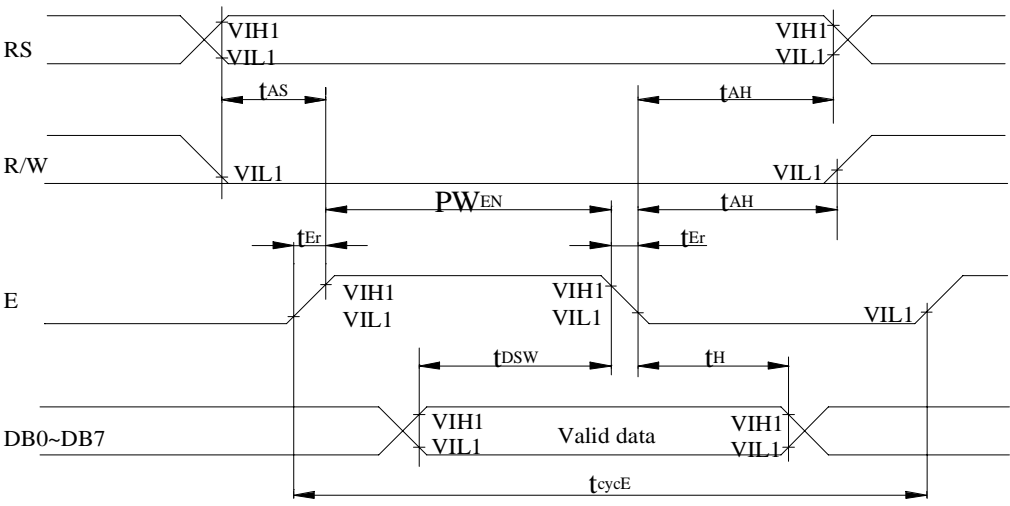 RS
VIH1
VIL1
VIH1
VIL1
tAS
tAH
R/W
VIL1
VIL1
PWEN
tAH
tEr
tEr
E
VIH1
VIL1
VIH1
VIL1
VIL1
tDSW
tH
DB0~DB7
VIH1
VIL1
Valid data
VIH1
VIL1
tcycE